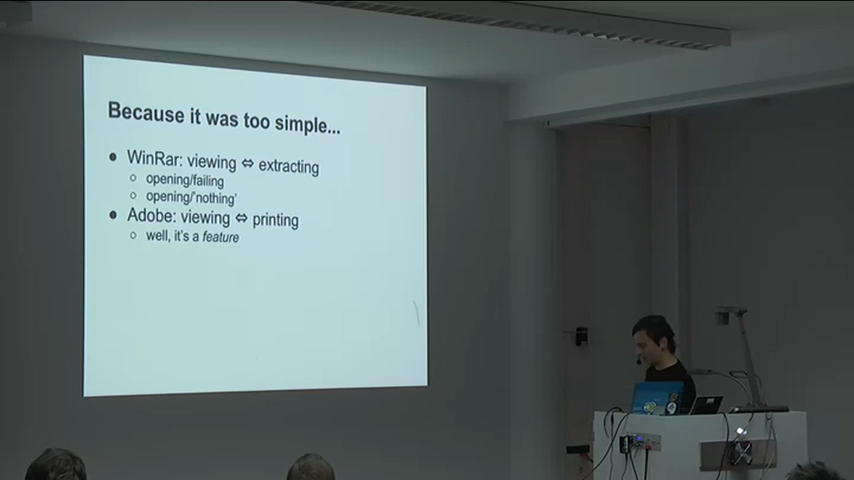 Because it was too simple...
● WinRar: viewing ⇔ extracting
○ opening/failing
○ opening/'nothing'
● Adobe: viewing ⇔ printing
○ well, it's a feature